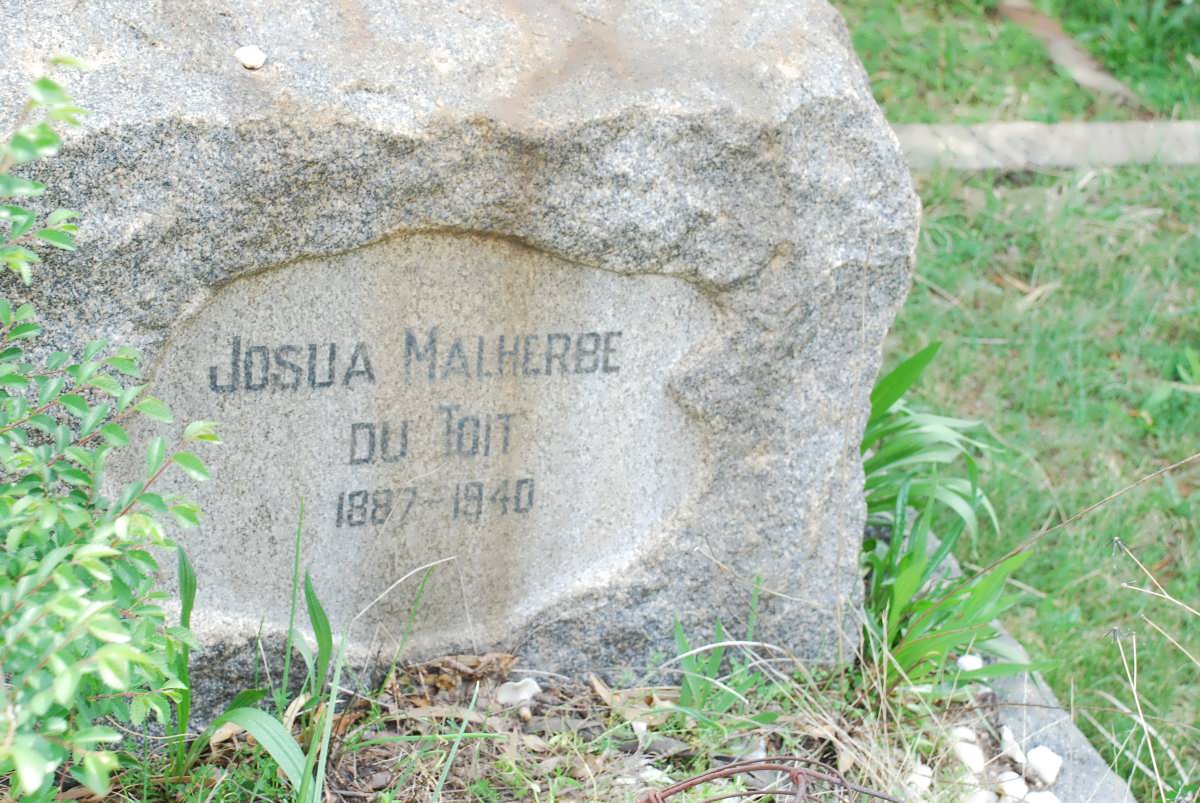 JOSUA MALHERBE
DU TOIT
1887-1940